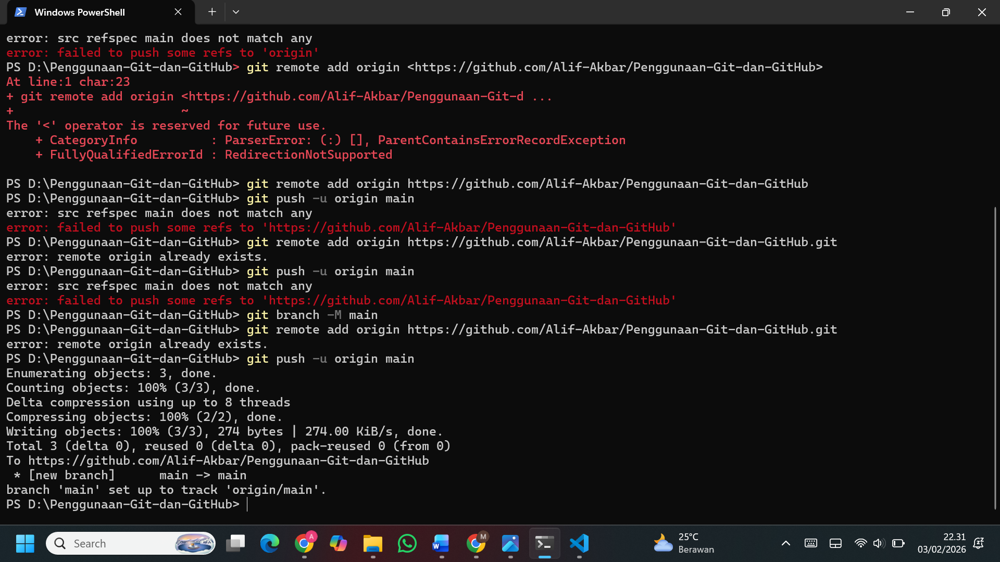 Windows PowerShell
error: src refspec main does not match any
error: failed to push some refs to 'origin'
PS D:\Penggunaan-Git-dan-GitHub> git remote add origin <https://github.com/Alif-Akbar/Penggunaan-Git-dan-GitHub>
At line:1 char:23
+ git remote add origin <https://github.com/Alif-Akbar/Penggunaan-Git-d ...
+                       ~
The '<' operator is reserved for future use.
    + CategoryInfo          : ParserError: (:) [], ParentContainsErrorRecordException
    + FullyQualifiedErrorId : RedirectionNotSupported
PS D:\Penggunaan-Git-dan-GitHub> git remote add origin https://github.com/Alif-Akbar/Penggunaan-Git-dan-GitHub
PS D:\Penggunaan-Git-dan-GitHub> git push -u origin main
error: src refspec main does not match any
error: failed to push some refs to 'https://github.com/Alif-Akbar/Penggunaan-Git-dan-GitHub'
PS D:\Penggunaan-Git-dan-GitHub> git remote add origin https://github.com/Alif-Akbar/Penggunaan-Git-dan-GitHub.git
error: remote origin already exists.
PS D:\Penggunaan-Git-dan-GitHub> git push -u origin main
error: src refspec main does not match any
error: failed to push some refs to 'https://github.com/Alif-Akbar/Penggunaan-Git-dan-GitHub'
PS D:\Penggunaan-Git-dan-GitHub> git branch -M main
PS D:\Penggunaan-Git-dan-GitHub> git remote add origin https://github.com/Alif-Akbar/Penggunaan-Git-dan-GitHub.git
error: remote origin already exists.
PS D:\Penggunaan-Git-dan-GitHub> git push -u origin main
Enumerating objects: 3, done.
Counting objects: 100% (3/3), done.
Delta compression using up to 8 threads
Compressing objects: 100% (2/2), done.
Writing objects: 100% (3/3), 274 bytes | 274.00 KiB/s, done.
Total 3 (delta 0), reused 0 (delta 0), pack-reused 0 (from 0)
To https://github.com/Alif-Akbar/Penggunaan-Git-dan-GitHub
 * [new branch]      main -> main
branch 'main' set up to track 'origin/main'.
PS D:\Penggunaan-Git-dan-GitHub>
Search
A
W
M
25°C
Berawan
22.31
03/02/2026